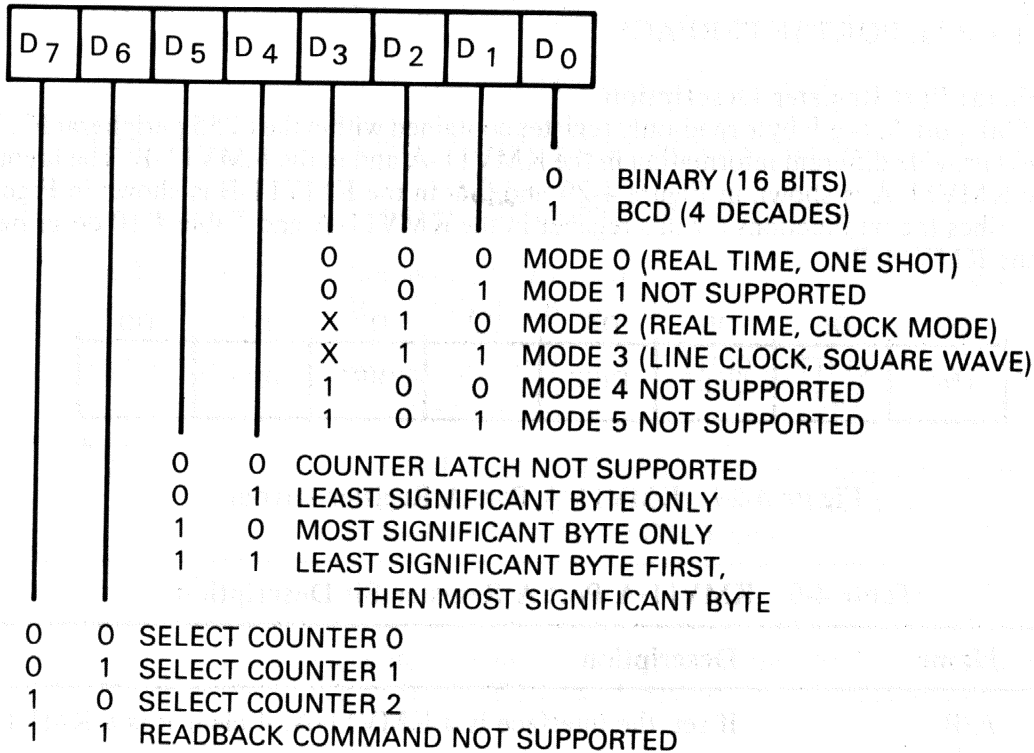 D7 D6 D5 D4 D3 D2 D1 D0
0 BINARY (16 BITS)
1 BCD (4 DECADES)
0 0 0 MODE 0 (REAL TIME, ONE SHOT)
0 0 1 MODE 1 NOT SUPPORTED
X 1 0 MODE 2 (REAL TIME, CLOCK MODE)
X 1 1 MODE 3 (LINE CLOCK, SQUARE WAVE)
1 0 0 MODE 4 NOT SUPPORTED
1 0 1 MODE 5 NOT SUPPORTED
0 0 COUNTER LATCH NOT SUPPORTED
0 1 LEAST SIGNIFICANT BYTE ONLY
1 0 MOST SIGNIFICANT BYTE ONLY
1 1 LEAST SIGNIFICANT BYTE FIRST,
THEN MOST SIGNIFICANT BYTE
0 0 SELECT COUNTER 0
0 1 SELECT COUNTER 1
1 0 SELECT COUNTER 2
1 1 READBACK COMMAND NOT SUPPORTED